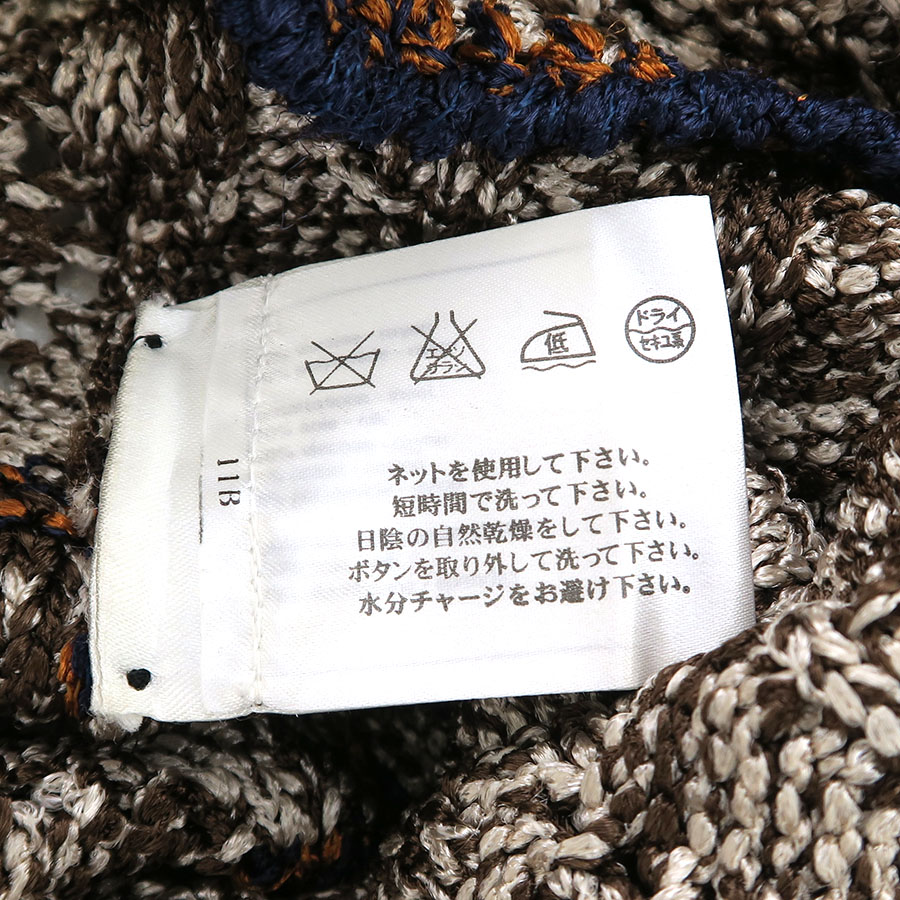 エンソ サラシ
低
ドライ
セキユ系
11B
ネットを使用して下さい。
短時間で洗って下さい。
日陰の自然乾燥をして下さい。
ボタンを取り外して洗って下さい。
水分チャージをお避け下さい。